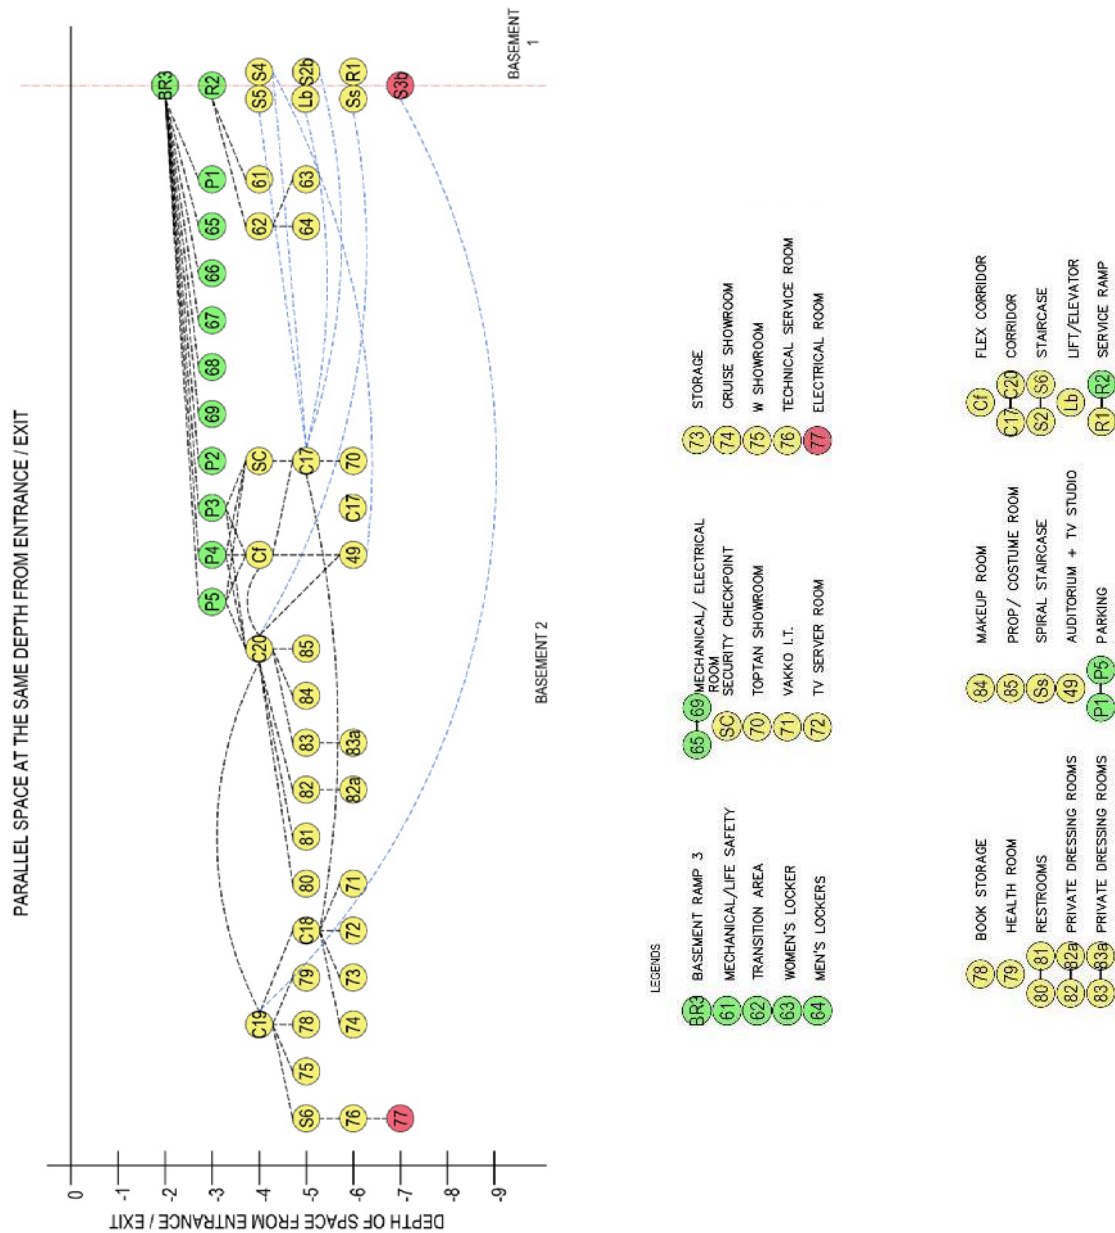 PARALLEL SPACE AT THE SAME DEPTH FROM ENTRANCE / EXIT
DEPTH OF SPACE FROM ENTRANCE / EXIT
0
-1
-2
-3
-4
-5
-6
-7
-8
-9
BR3
P5
P4
P3
P2
69
68
67
66
65
P1
R2
C19
C20
Cf
SC
62
61
S5
S4
S6
75
78
79
C18
80
81
82
83
84
85
C17
64
63
Lb
S2b
76
74
73
72
71
82a
83a
49
C17
70
Ss
R1
77
S3b
BASEMENT 2
BASEMENT
1
LEGENDS
BR3 BASEMENT RAMP 3
61 MECHANICAL/LIFE SAFETY
62 TRANSITION AREA
63 WOMEN'S LOCKER
64 MEN'S LOCKERS
65 69 MECHANICAL/ ELECTRICAL
ROOM
SC SECURITY CHECKPOINT
70 TOPTAN SHOWROOM
71 VAKKO I.T.
72 TV SERVER ROOM
73 STORAGE
74 CRUISE SHOWROOM
75 W SHOWROOM
76 TECHNICAL SERVICE ROOM
77 ELECTRICAL ROOM
78 BOOK STORAGE
79 HEALTH ROOM
80 81 RESTROOMS
82 82a PRIVATE DRESSING ROOMS
83 83a PRIVATE DRESSING ROOMS
84 MAKEUP ROOM
85 PROP/ COSTUME ROOM
Ss SPIRAL STAIRCASE
49 AUDITORIUM + TV STUDIO
P1 P5 PARKING
Cf FLEX CORRIDOR
C17 C20 CORRIDOR
S2 S6 STAIRCASE
Lb LIFT/ELEVATOR
R1 R2 SERVICE RAMP